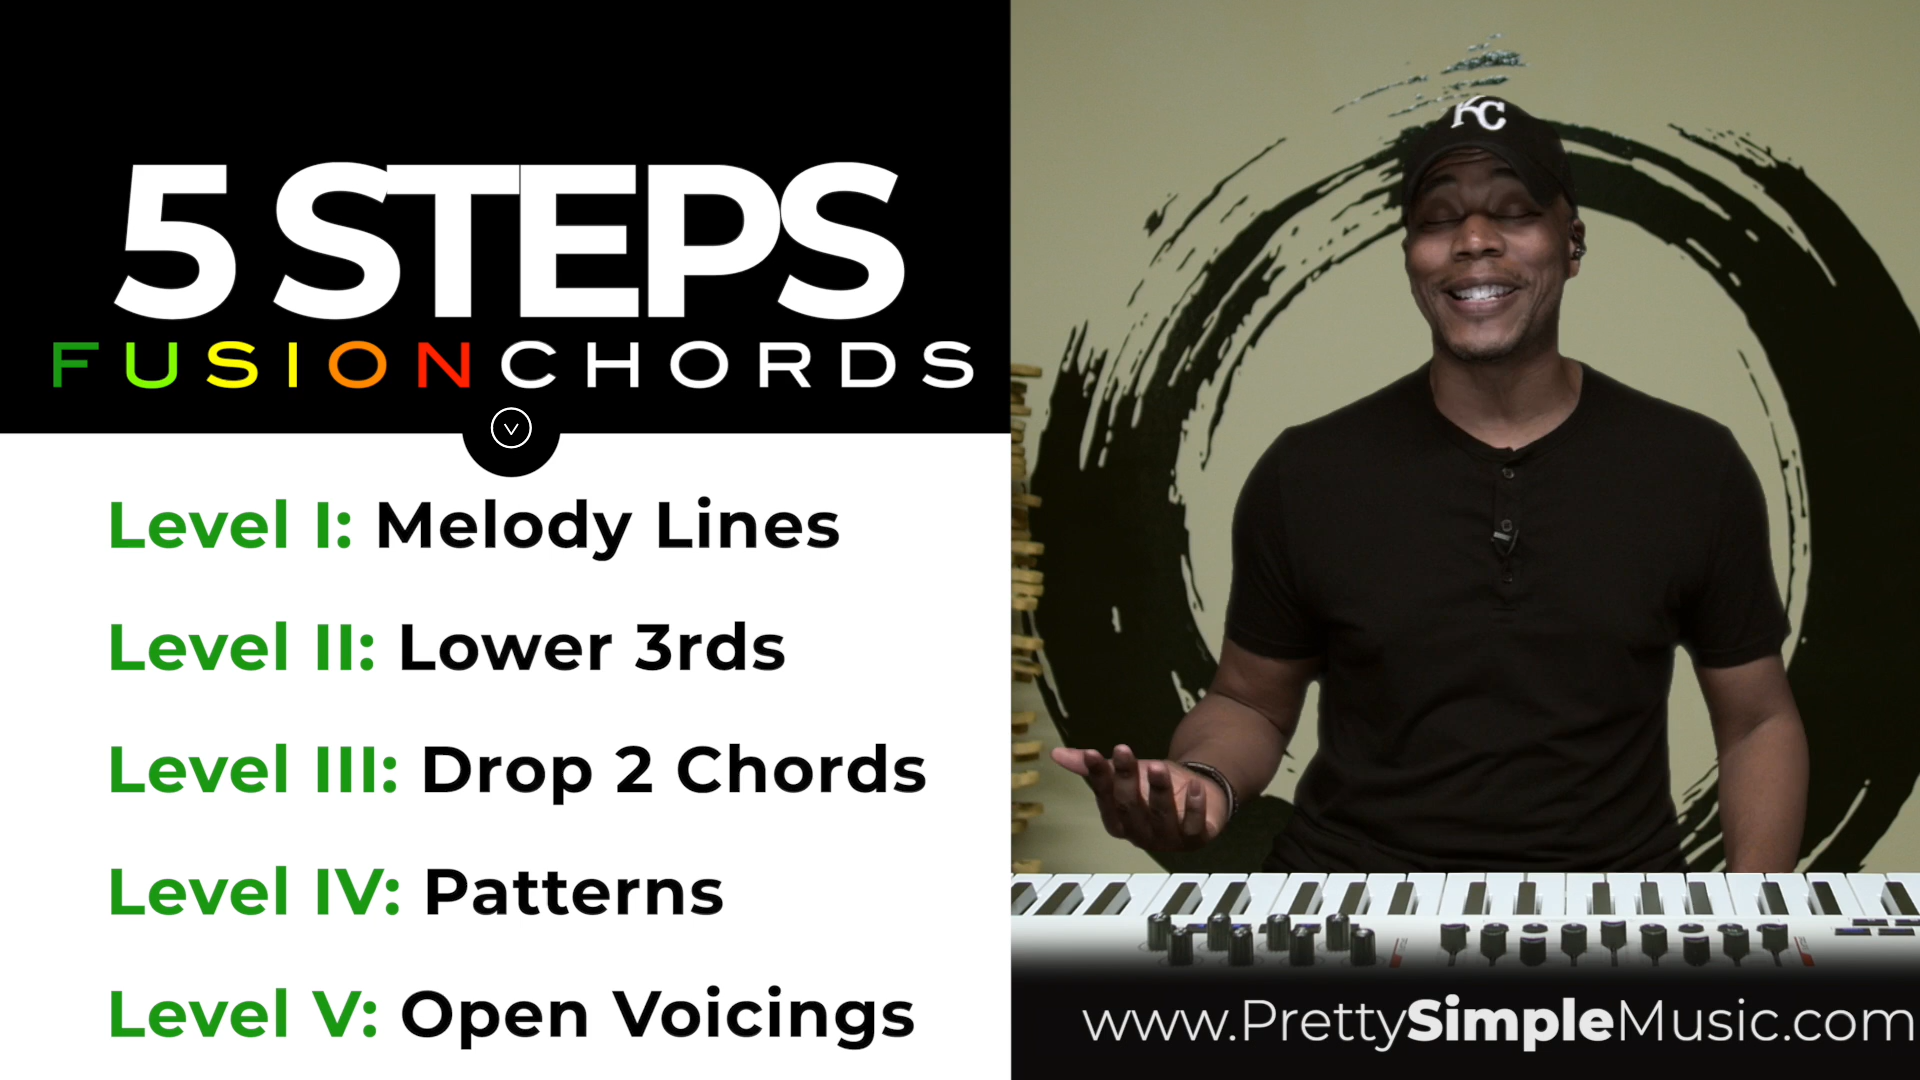 5 STEPS
FUSION CHORDS
Level I: Melody Lines
Level II: Lower 3rds
Level III: Drop 2 Chords
Level IV: Patterns
Level V: Open Voicings
KC
www.PrettySimpleMusic.com